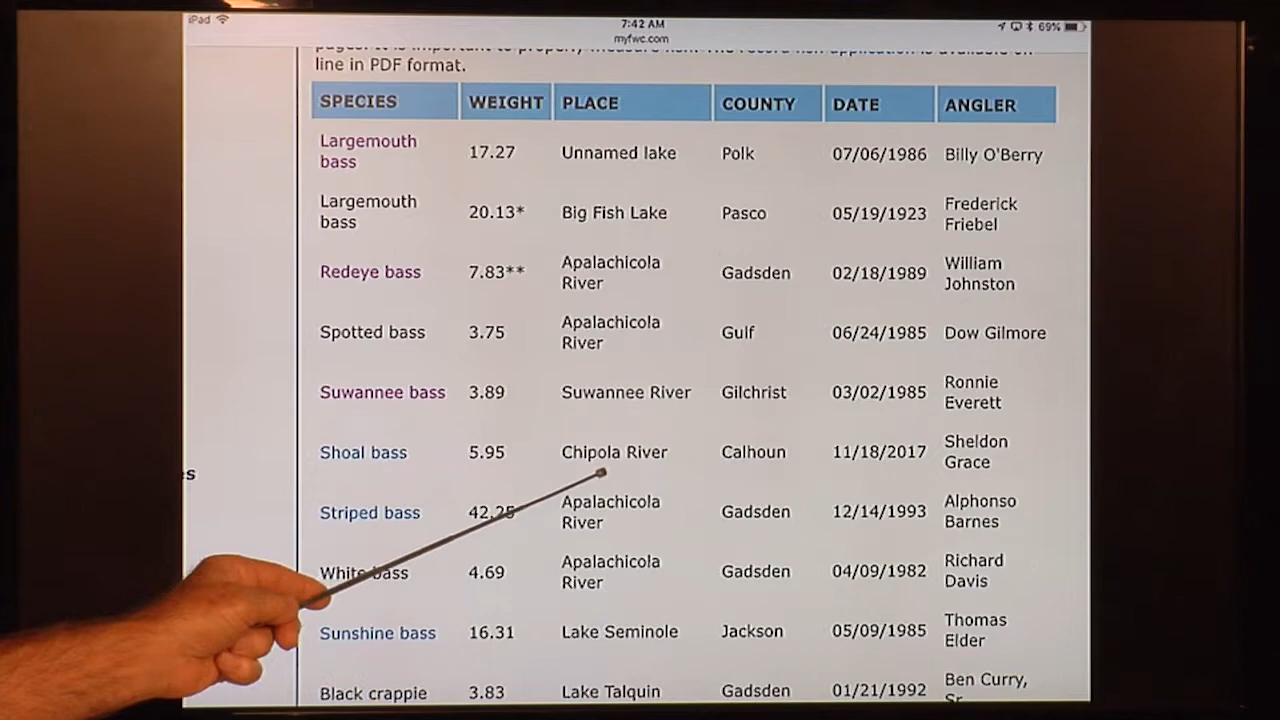 iPad
7:42 AM
69%
myfwc.com
line in PDF format.
SPECIES WEIGHT PLACE COUNTY DATE ANGLER
Largemouth
bass 17.27 Unnamed lake Polk 07/06/1986 Billy O'Berry
Largemouth
bass 20.13* Big Fish Lake Pasco 05/19/1923 Frederick
Friebel
Redeye bass 7.83** Apalachicola
River Gadsden 02/18/1989 William
Johnston
Spotted bass 3.75 Apalachicola
River Gulf 06/24/1985 Dow Gilmore
Suwannee bass 3.89 Suwannee River Gilchrist 03/02/1985 Ronnie
Everett
Shoal bass 5.95 Chipola River Calhoun 11/18/2017 Sheldon
Grace
es
Striped bass 42.25 Apalachicola
River Gadsden 12/14/1993 Alphonso
Barnes
White bass 4.69 Apalachicola
River Gadsden 04/09/1982 Richard
Davis
Sunshine bass 16.31 Lake Seminole Jackson 05/09/1985 Thomas
Elder
Black crappie 3.83 Lake Talquin Gadsden 01/21/1992 Ben Curry,
Sr